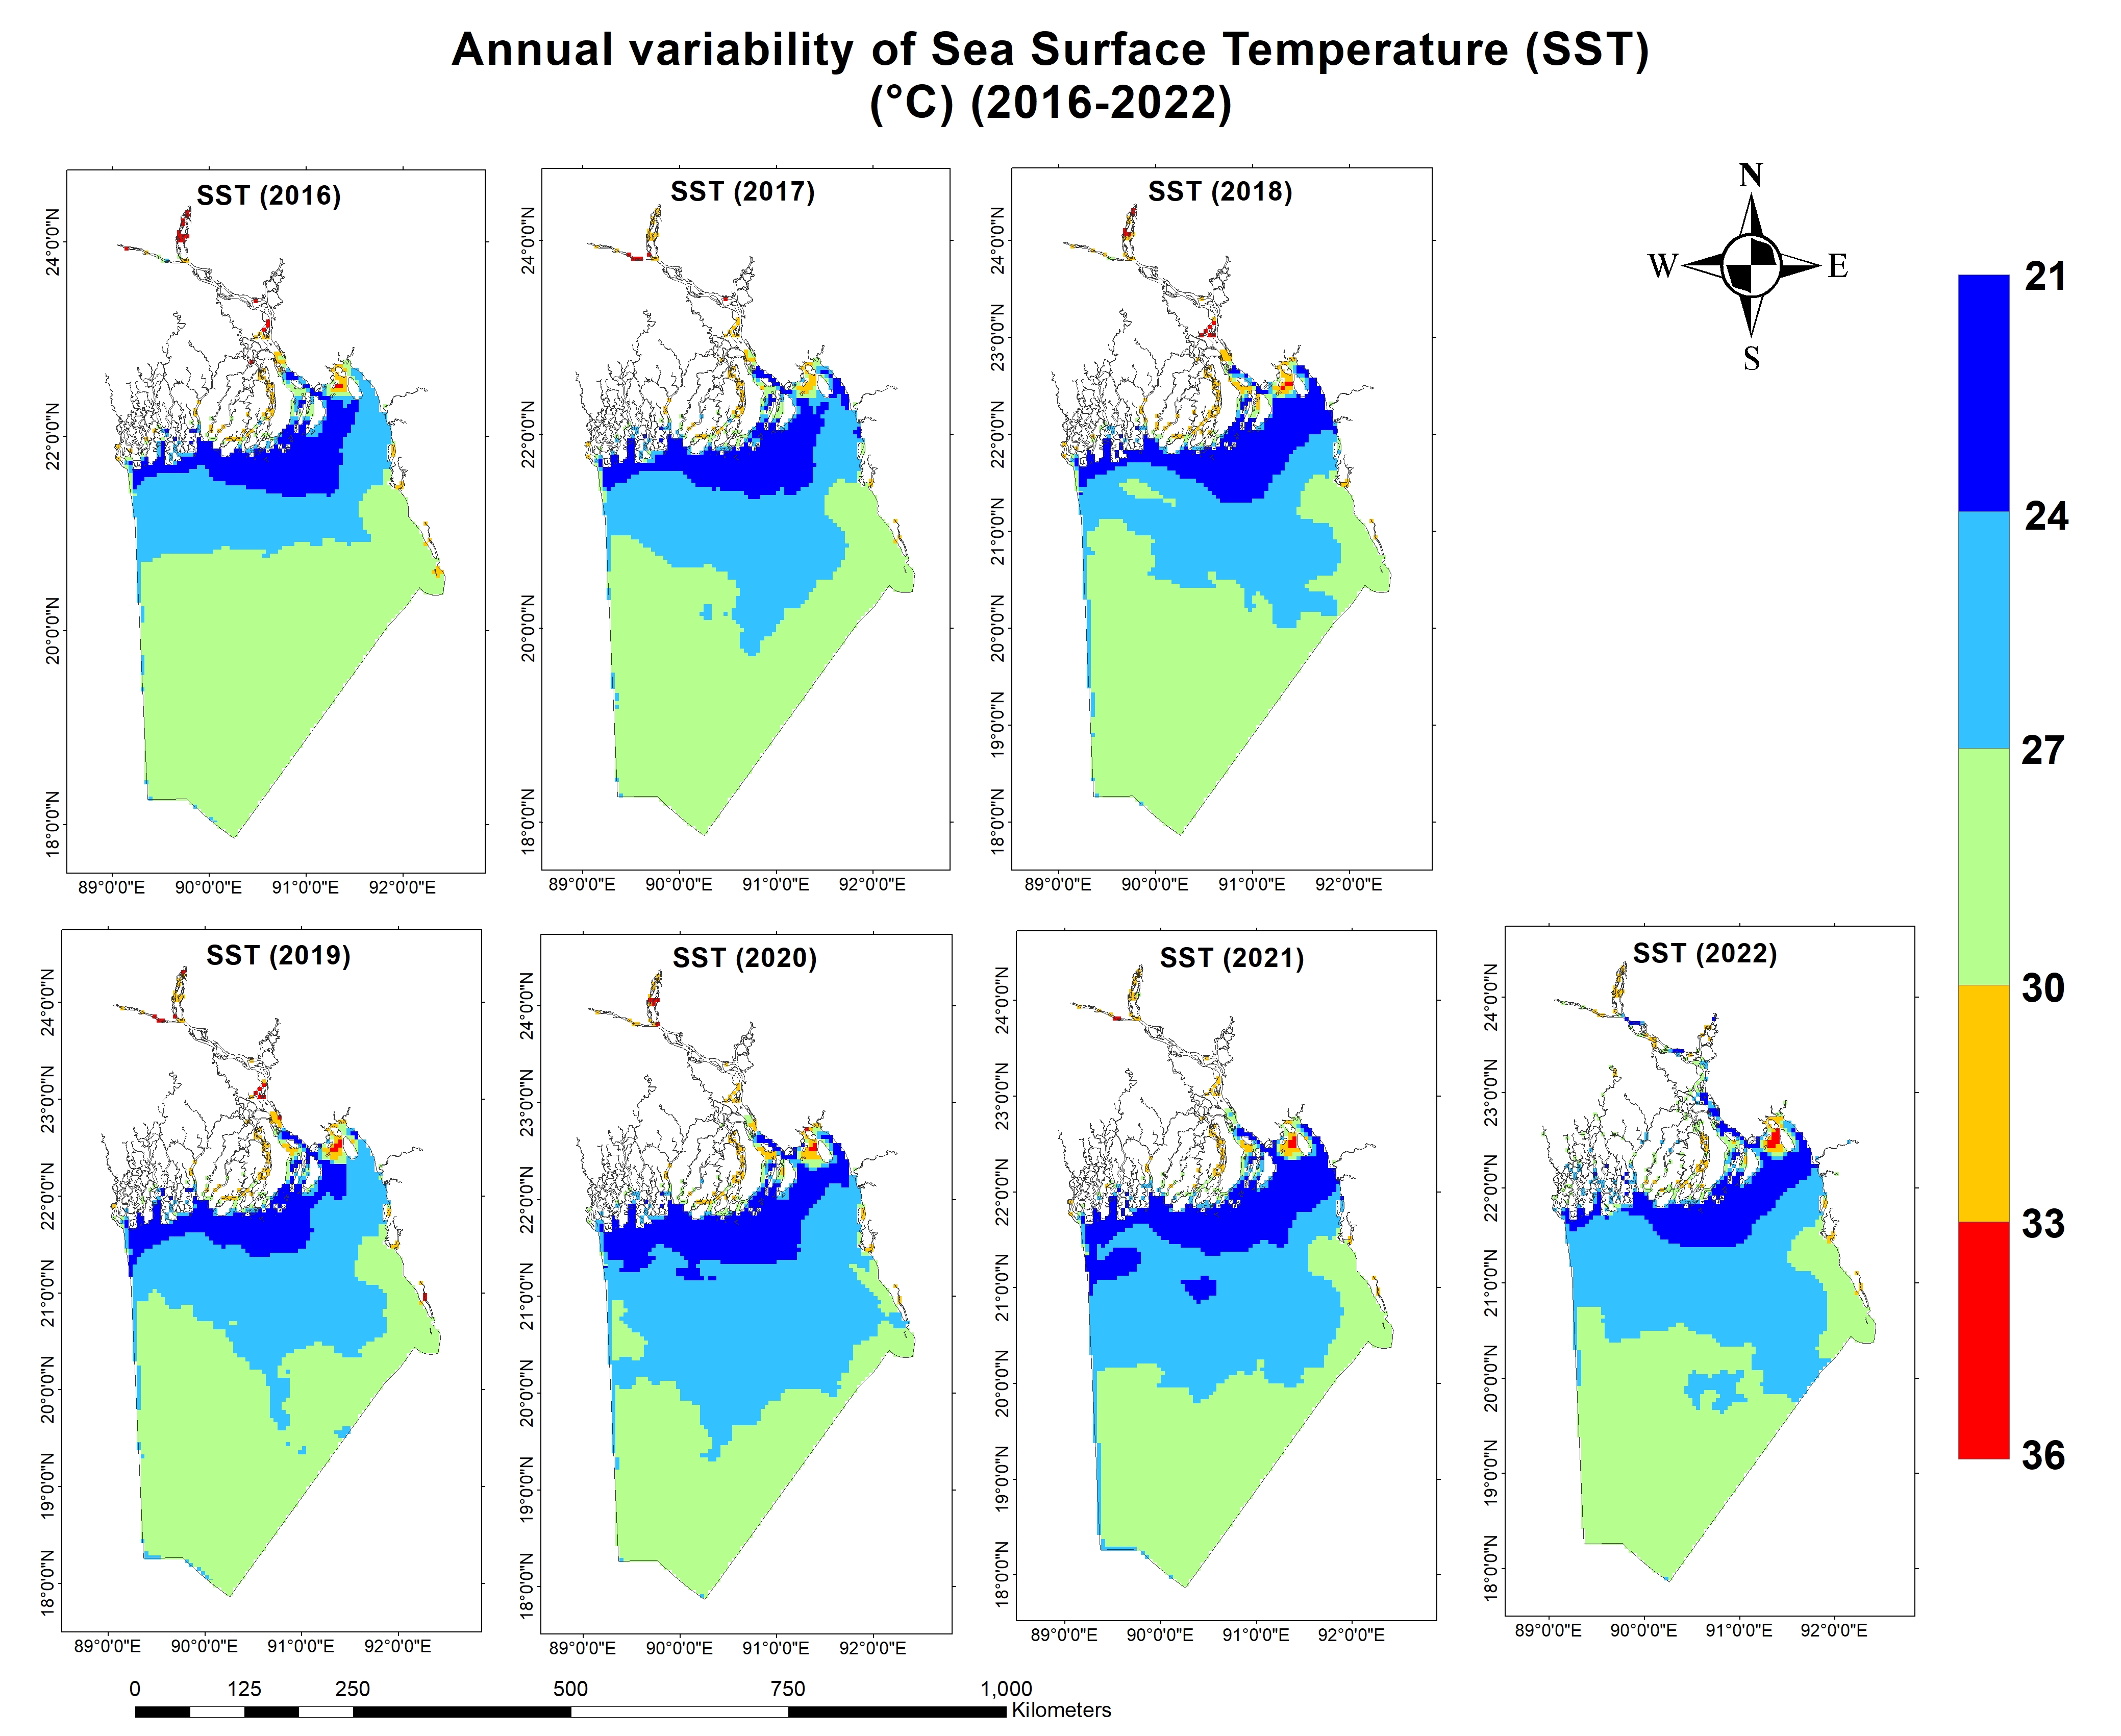 Annual variability of Sea Surface Temperature (SST)
(°C) (2016-2022)
SST (2016)
24°0'0"N
22°0'0"N
20°0'0"N
18°0'0"N
89°0'0"E 90°0'0"E 91°0'0"E 92°0'0"E
SST (2017)
24°0'0"N
22°0'0"N
20°0'0"N
18°0'0"N
89°0'0"E 90°0'0"E 91°0'0"E 92°0'0"E
SST (2018)
24°0'0"N
23°0'0"N
22°0'0"N
21°0'0"N
20°0'0"N
19°0'0"N
18°0'0"N
89°0'0"E 90°0'0"E 91°0'0"E 92°0'0"E
N
W E
S
21
24
27
30
33
36
SST (2019)
24°0'0"N
23°0'0"N
22°0'0"N
21°0'0"N
20°0'0"N
19°0'0"N
18°0'0"N
89°0'0"E 90°0'0"E 91°0'0"E 92°0'0"E
SST (2020)
24°0'0"N
23°0'0"N
22°0'0"N
21°0'0"N
20°0'0"N
19°0'0"N
18°0'0"N
89°0'0"E 90°0'0"E 91°0'0"E 92°0'0"E
SST (2021)
24°0'0"N
23°0'0"N
22°0'0"N
21°0'0"N
20°0'0"N
19°0'0"N
18°0'0"N
89°0'0"E 90°0'0"E 91°0'0"E 92°0'0"E
SST (2022)
24°0'0"N
23°0'0"N
22°0'0"N
21°0'0"N
20°0'0"N
19°0'0"N
18°0'0"N
89°0'0"E 90°0'0"E 91°0'0"E 92°0'0"E
0 125 250 500 750 1,000
Kilometers